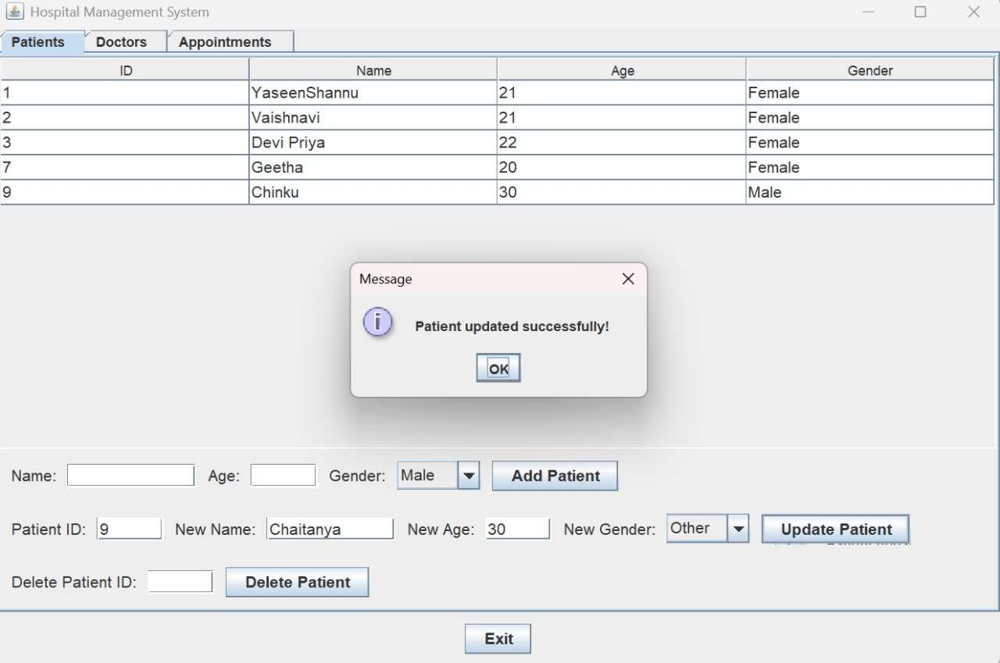 Hospital Management System
Patients Doctors Appointments
ID Name Age Gender
1 YaseenShannu 21 Female
2 Vaishnavi 21 Female
3 Devi Priya 22 Female
7 Geetha 20 Female
9 Chinku 30 Male
Message
Patient updated successfully!
OK
Name: Age: Gender: Male Add Patient
Patient ID: 9 New Name: Chaitanya New Age: 30 New Gender: Other Update Patient
Delete Patient ID: Delete Patient
Exit